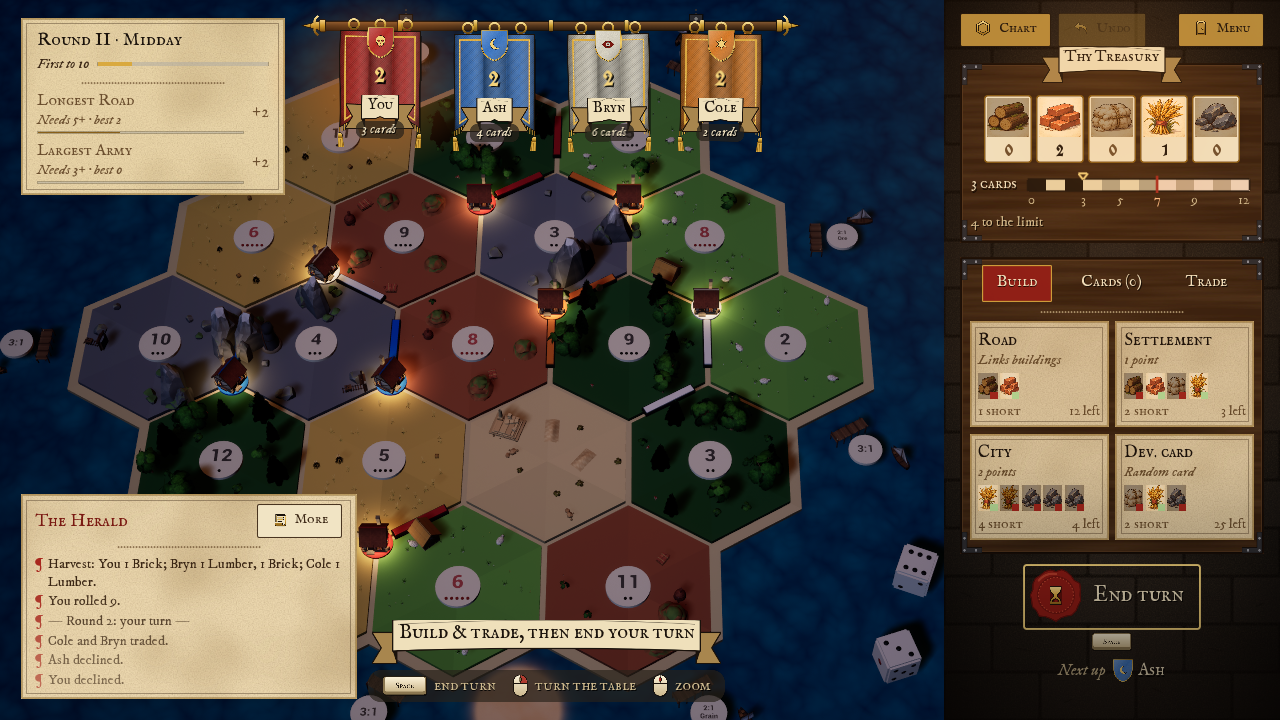 Round II · Midday
First to 10
Longest Road
Needs 5+ · best 2
+2
Largest Army
Needs 3+ · best 0
+2
2
You
3 cards
2
Ash
4 cards
2
Bryn
6 cards
2
Cole
2 cards
6
9
3
8
2:1
Grain
3:1
10
4
8
9
2
12
5
3
3:1
6
11
3:1
2:1
Grain
The Herald
More
¶ Harvest: You 1 Brick; Bryn 1 Lumber, 1 Brick; Cole 1
Lumber.
¶ You rolled 9.
¶ — Round 2: your turn —
¶ Cole and Bryn traded.
¶ Ash declined.
¶ You declined.
Build & trade, then end your turn
Space
End turn
Turn the table
Zoom
Chart
Undo
Menu
Thy Treasury
0
2
0
1
0
3 cards
0 3 5 7 9 12
4 to the limit
Build
Cards (0)
Trade
Road
Links buildings
1 short
12 left
Settlement
1 point
2 short
3 left
City
2 points
4 short
4 left
Dev. card
Random card
2 short
25 left
End turn
Space
Next up
Ash